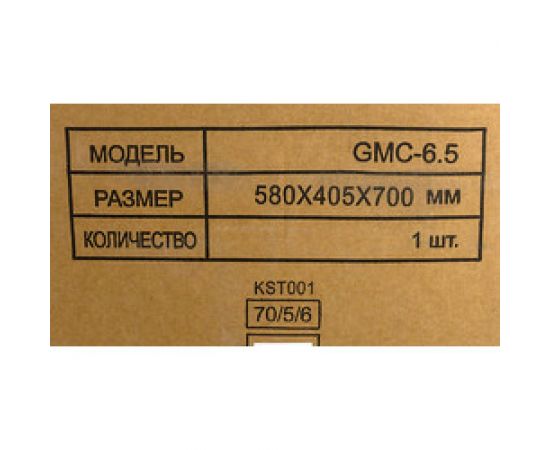 МОДЕЛЬ GMC-6.5
РАЗМЕР 580X405X700 мм
КОЛИЧЕСТВО 1 шт.
KST001
70/5/6